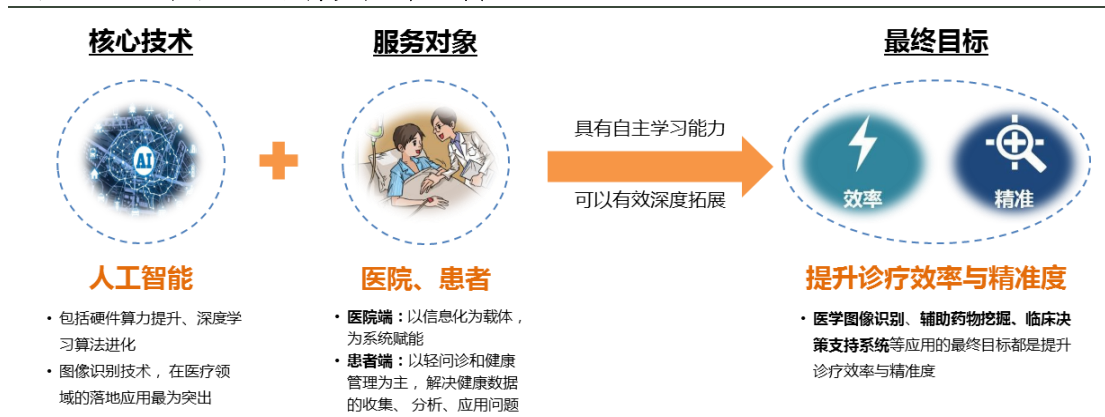 核心技术
服务对象
最终目标
AI
具有自主学习能力
可以有效深度拓展
效率
精准
人工智能
医院、患者
提升诊疗效率与精准度
• 包括硬件算力提升、深度学
习算法进化
• 图像识别技术，在医疗领
域的落地应用最为突出
• 医院端：以信息化为载体，
为系统赋能
• 患者端：以轻问诊和健康
管理为主，解决健康数据
的收集、分析、应用问题
• 医学图像识别、辅助药物挖掘、临床决
策支持系统等应用的最终目标都是提升
诊疗效率与精准度